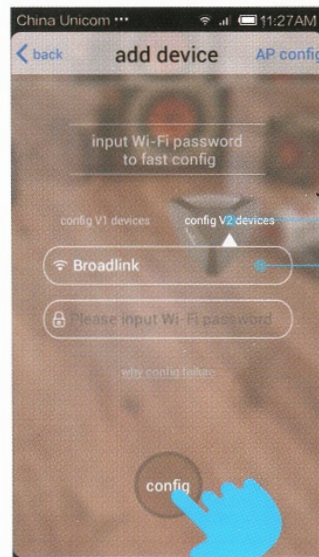 China Unicom ••• 11:27AM
back add device AP config
input Wi-Fi password
to fast config
config V1 devices config V2 devices
Broadlink
Please input Wi-Fi password
why config failure
config